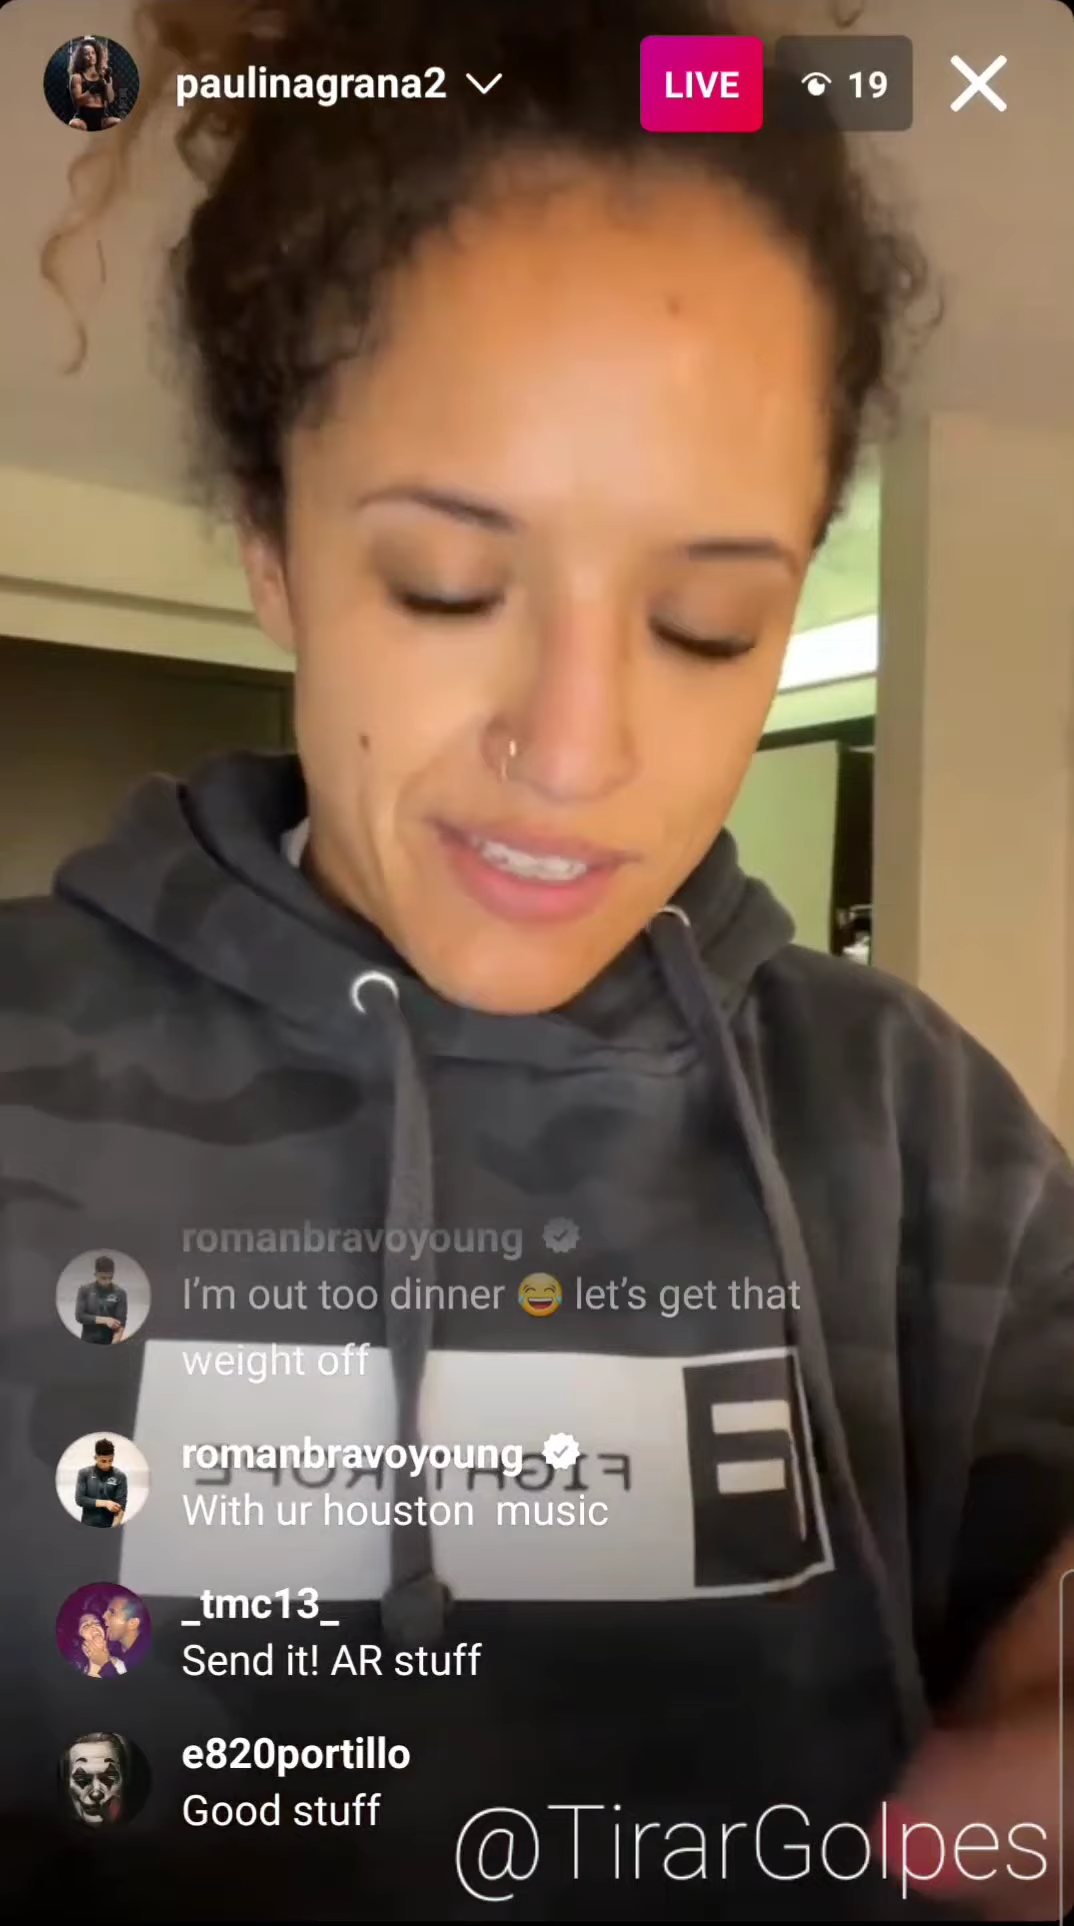 paulinagrana2
LIVE
19
romanbravoyoung
I'm out too dinner 😂 let's get that
weight off
romanbravoyoung
With ur houston music
_tmc13_
Send it! AR stuff
e820portillo
Good stuff
@TirarGolpes